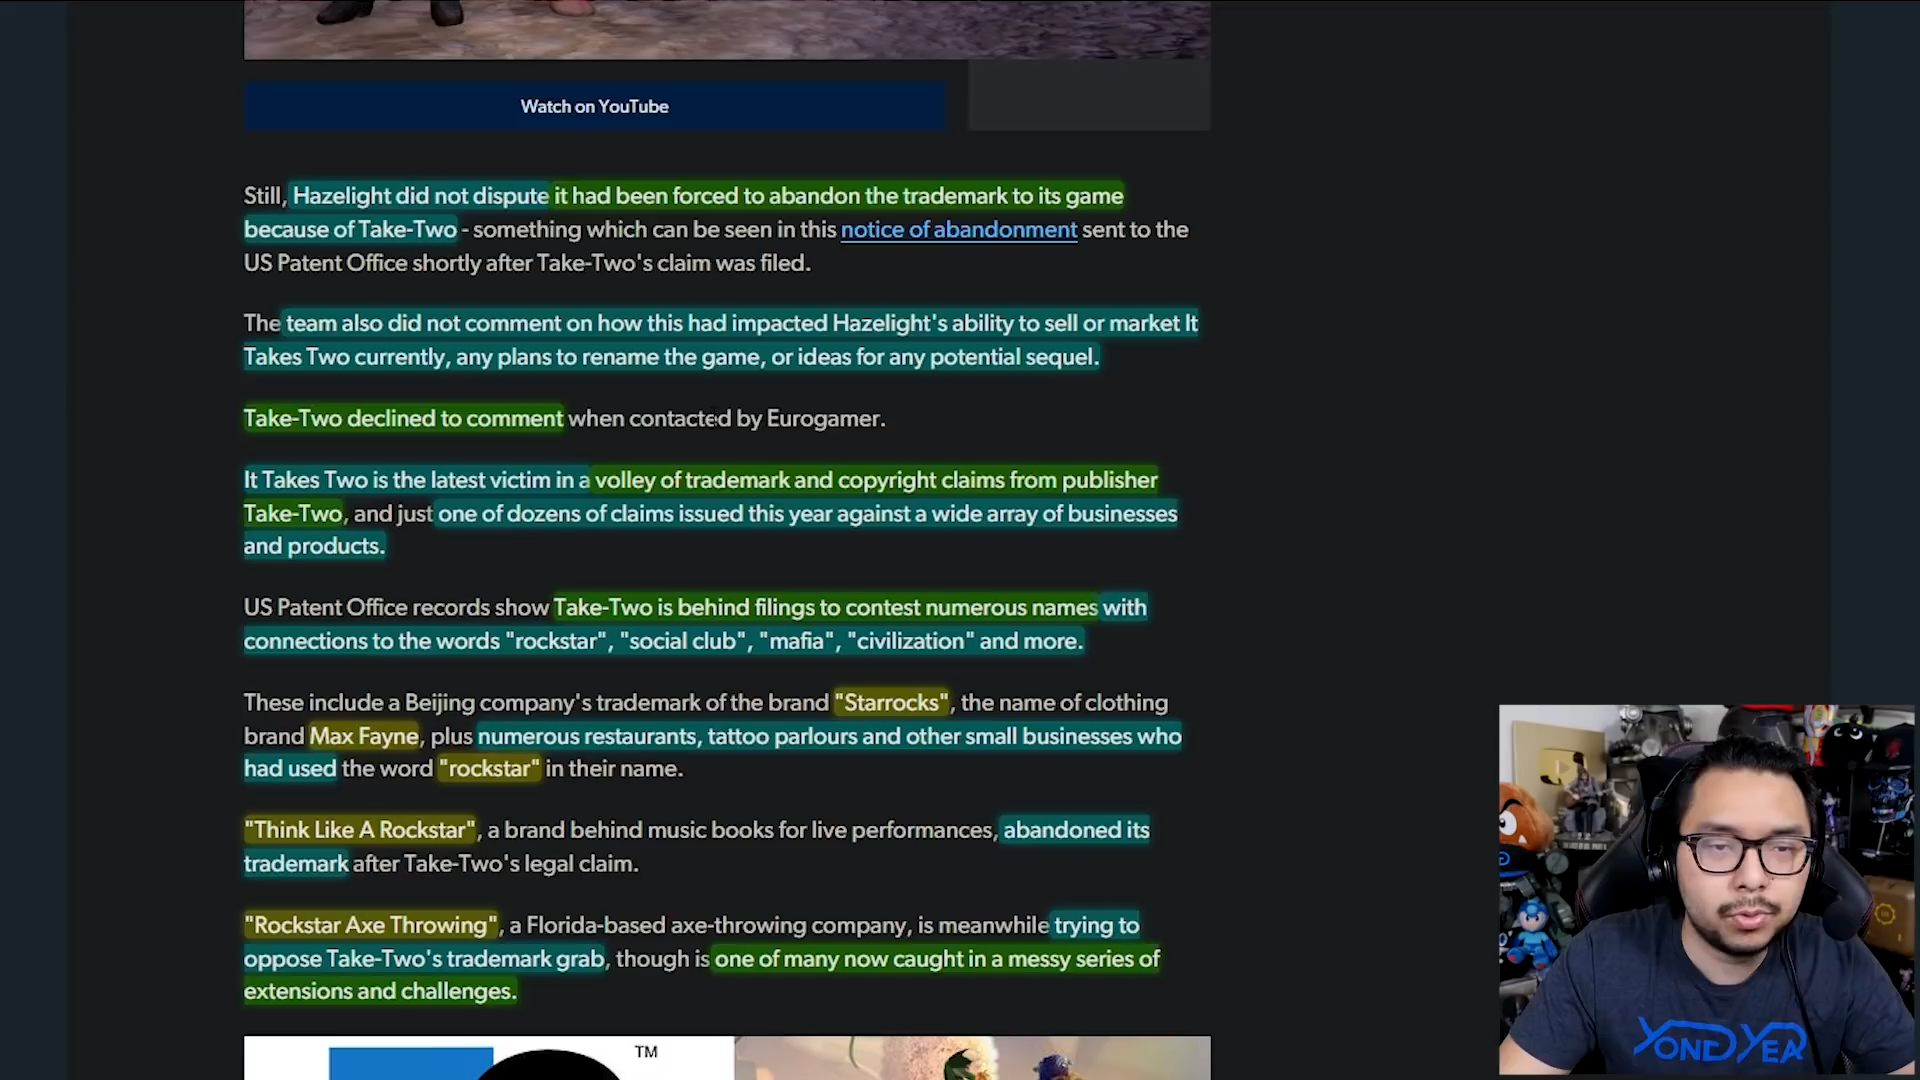 Watch on YouTube
Still, Hazelight did not dispute it had been forced to abandon the trademark to its game
because of Take-Two - something which can be seen in this notice of abandonment sent to the
US Patent Office shortly after Take-Two's claim was filed.
The team also did not comment on how this had impacted Hazelight's ability to sell or market It
Takes Two currently, any plans to rename the game, or ideas for any potential sequel.
Take-Two declined to comment when contacted by Eurogamer.
It Takes Two is the latest victim in a volley of trademark and copyright claims from publisher
Take-Two, and just one of dozens of claims issued this year against a wide array of businesses
and products.
US Patent Office records show Take-Two is behind filings to contest numerous names with
connections to the words "rockstar", "social club", "mafia", "civilization" and more.
These include a Beijing company's trademark of the brand "Starrocks", the name of clothing
brand Max Fayne, plus numerous restaurants, tattoo parlours and other small businesses who
had used the word "rockstar" in their name.
"Think Like A Rockstar", a brand behind music books for live performances, abandoned its
trademark after Take-Two's legal claim.
"Rockstar Axe Throwing", a Florida-based axe-throwing company, is meanwhile trying to
oppose Take-Two's trademark grab, though is one of many now caught in a messy series of
extensions and challenges.
TM
YONGYEA